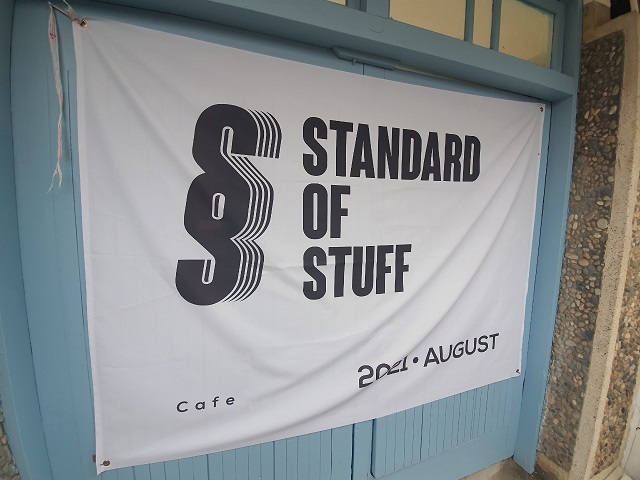 §
STANDARD
OF
STUFF
2021 • AUGUST
Cafe